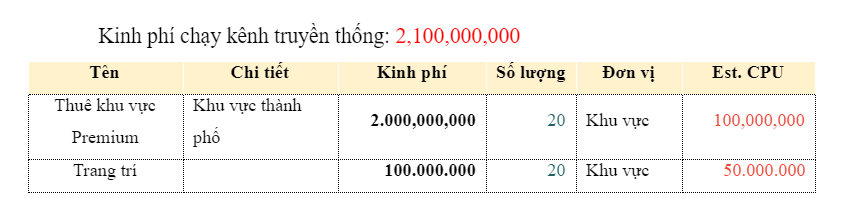 Kinh phí chạy kênh truyền thống: 2,100,000,000
Tên Chi tiết Kinh phí Số lượng Đơn vị Est. CPU
Thuê khu vực Premium Khu vực thành phố 2.000,000,000 20 Khu vực 100,000,000
Trang trí 100.000.000 20 Khu vực 50.000.000